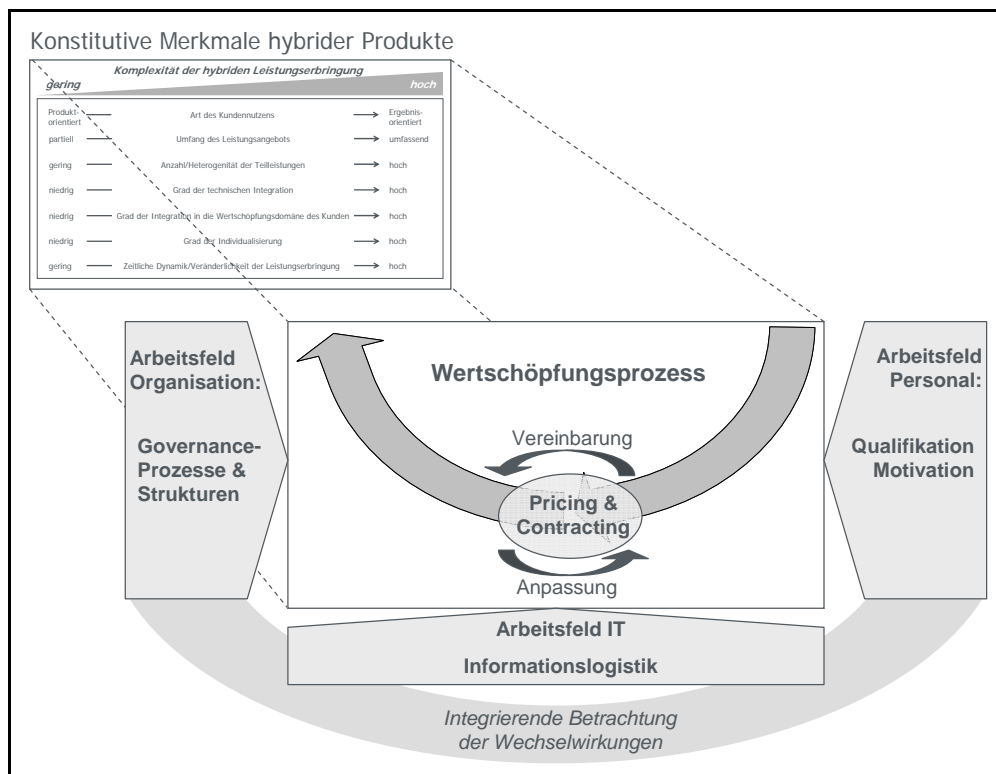 Konstitutive Merkmale hybrider Produkte
Komplexität der hybriden Leistungserbringung
gering hoch
Produkt-
orientiert
Art des Kundennutzens
Ergebnis-
orientiert
partiell Umfang des Leistungsangebots umfassend
gering Anzahl/Heterogenität der Teilleistungen hoch
niedrig Grad der technischen Integration hoch
niedrig Grad der Integration in die Wertschöpfungsdomäne des Kunden hoch
niedrig Grad der Individualisierung hoch
gering Zeitliche Dynamik/Veränderlichkeit der Leistungserbringung hoch
Arbeitsfeld
Organisation:
Governance-
Prozesse &
Strukturen
Wertschöpfungsprozess
Vereinbarung
Pricing &
Contracting
Anpassung
Arbeitsfeld
Personal:
Qualifikation
Motivation
Arbeitsfeld IT
Informationslogistik
Integrierende Betrachtung
der Wechselwirkungen